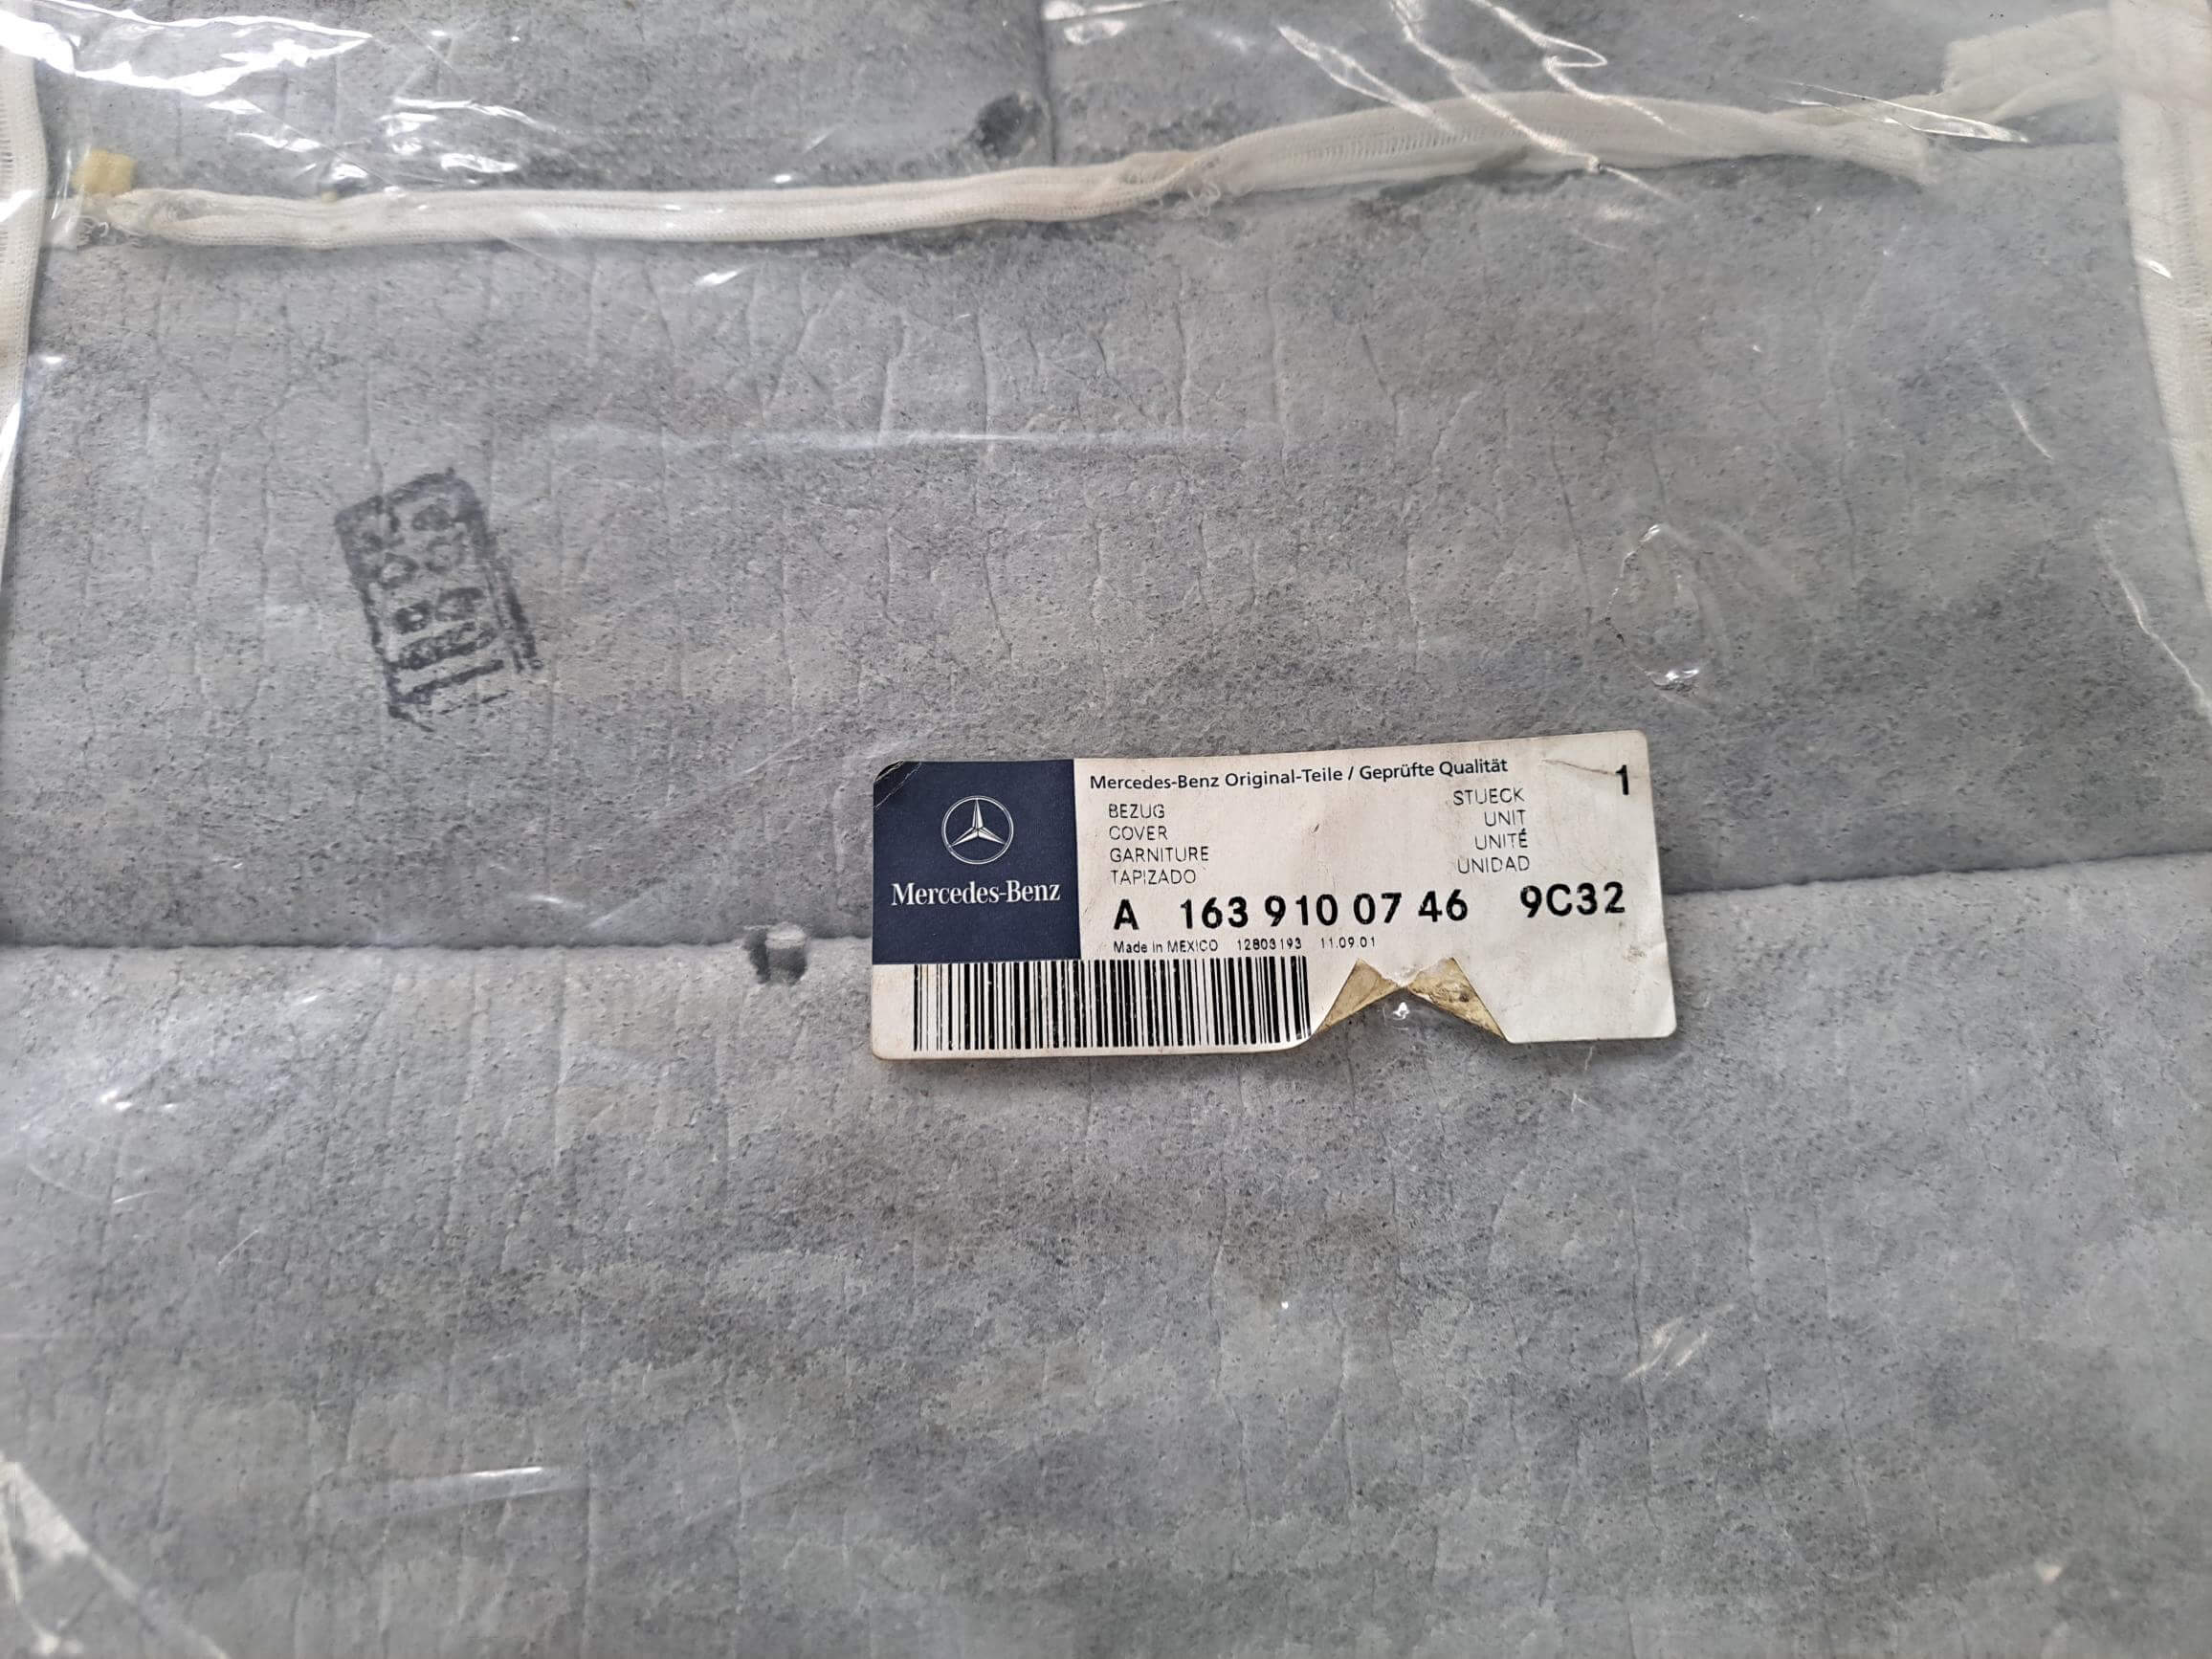 Mercedes-Benz
Mercedes-Benz Original-Teile / Geprüfte Qualität
1
BEZUG STUECK
COVER UNIT
GARNITURE UNITÉ
TAPIZADO UNIDAD
A 163 910 07 46 9C32
Made in MEXICO 12803193 11.09.01